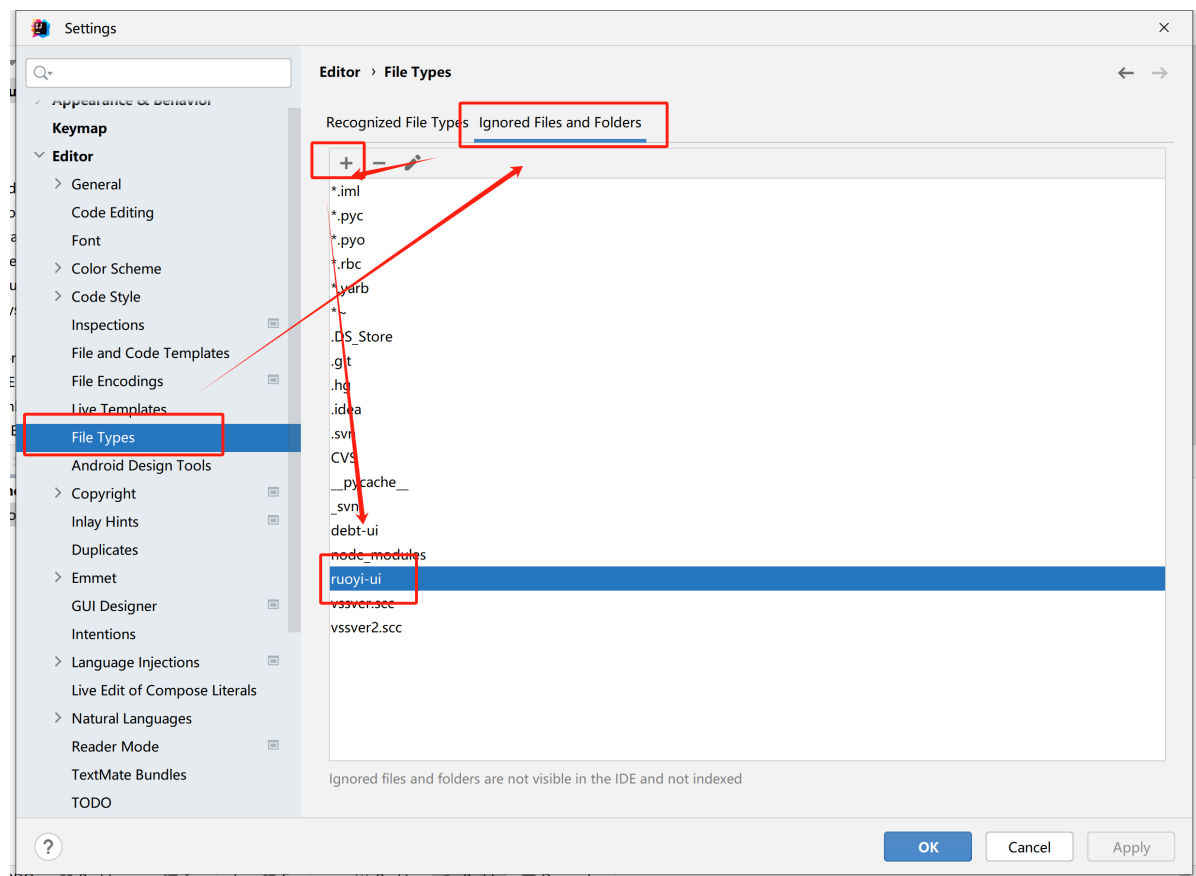 Settings
Editor › File Types
Appearance & Behavior
Keymap
Editor
General
Code Editing
Font
Color Scheme
Code Style
Inspections
File and Code Templates
File Encodings
Live Templates
File Types
Android Design Tools
Copyright
Inlay Hints
Duplicates
Emmet
GUI Designer
Intentions
Language Injections
Live Edit of Compose Literals
Natural Languages
Reader Mode
TextMate Bundles
TODO
Recognized File Types Ignored Files and Folders
*.iml
*.pyc
*.pyo
*.rbc
*.yarb
*~
.DS_Store
.git
.hg
.idea
.svn
CVS
__pycache__
_svn
debt-ui
node_modules
ruoyi-ui
vssver.scc
vssver2.scc
Ignored files and folders are not visible in the IDE and not indexed
?
OK Cancel Apply